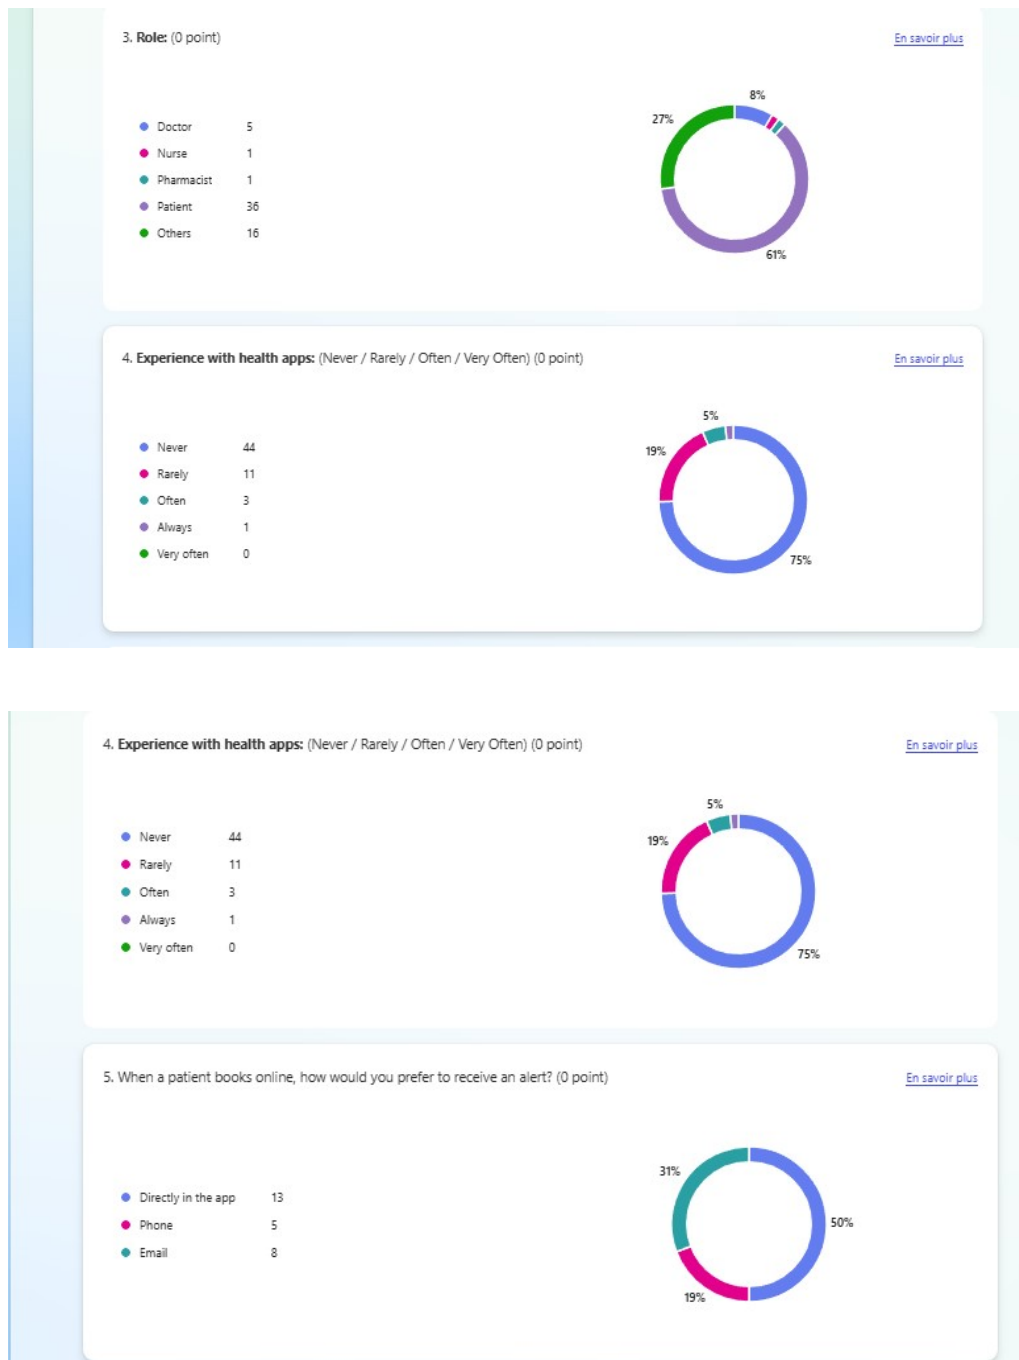 3. Role: (0 point)
En savoir plus
Doctor 5
Nurse 1
Pharmacist 1
Patient 36
Others 16
8%
27%
61%
4. Experience with health apps: (Never / Rarely / Often / Very Often) (0 point)
En savoir plus
Never 44
Rarely 11
Often 3
Always 1
Very often 0
5%
19%
75%
4. Experience with health apps: (Never / Rarely / Often / Very Often) (0 point)
En savoir plus
Never 44
Rarely 11
Often 3
Always 1
Very often 0
5%
19%
75%
5. When a patient books online, how would you prefer to receive an alert? (0 point)
En savoir plus
Directly in the app 13
Phone 5
Email 8
31%
50%
19%